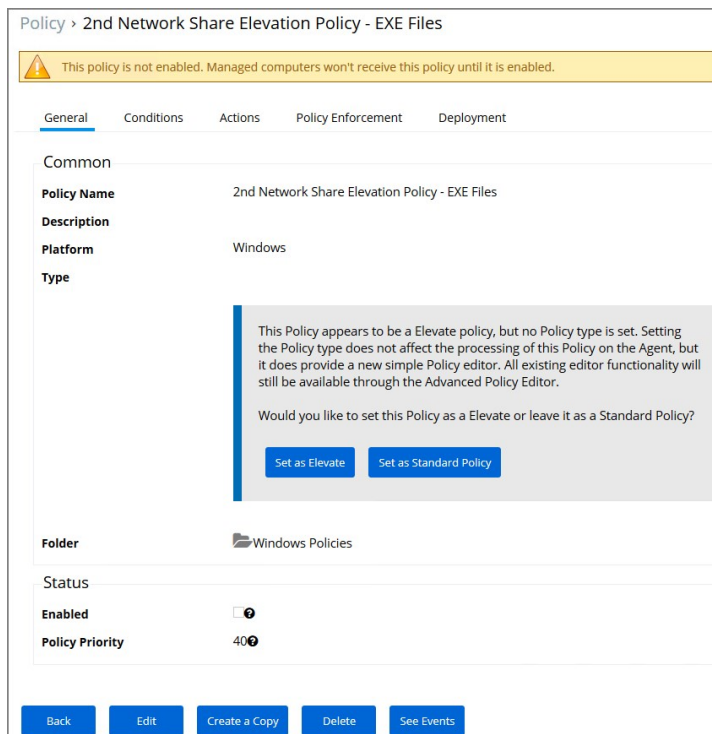 Policy › 2nd Network Share Elevation Policy - EXE Files
This policy is not enabled. Managed computers won't receive this policy until it is enabled.
General Conditions Actions Policy Enforcement Deployment
Common
Policy Name 2nd Network Share Elevation Policy - EXE Files
Description
Platform Windows
Type
This Policy appears to be a Elevate policy, but no Policy type is set. Setting
the Policy type does not affect the processing of this Policy on the Agent, but
it does provide a new simple Policy editor. All existing editor functionality will
still be available through the Advanced Policy Editor.
Would you like to set this Policy as a Elevate or leave it as a Standard Policy?
Set as Elevate Set as Standard Policy
Folder Windows Policies
Status
Enabled
Policy Priority 40
Back Edit Create a Copy Delete See Events